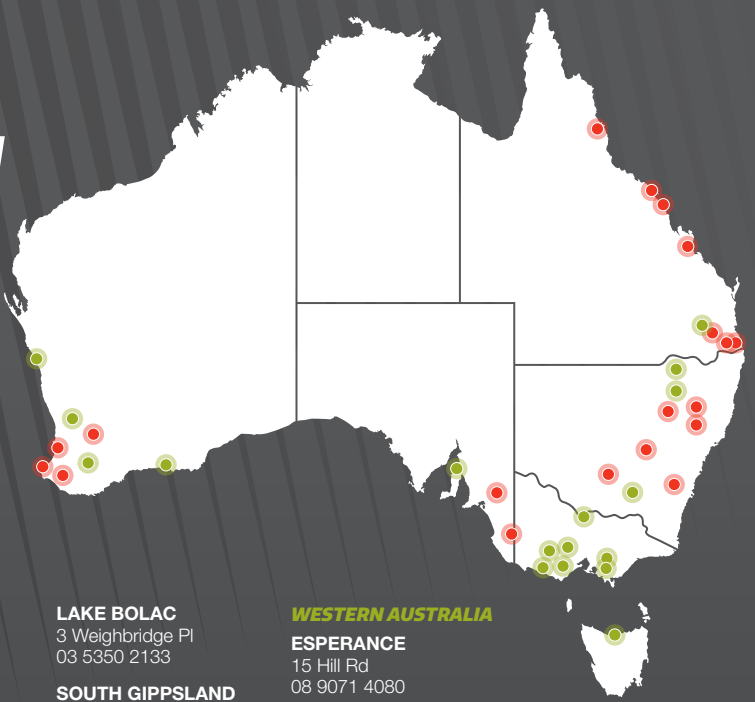 LAKE BOLAC
3 Weighbridge Pl
03 5350 2133
SOUTH GIPPSLAND
WESTERN AUSTRALIA
ESPERANCE
15 Hill Rd
08 9071 4080